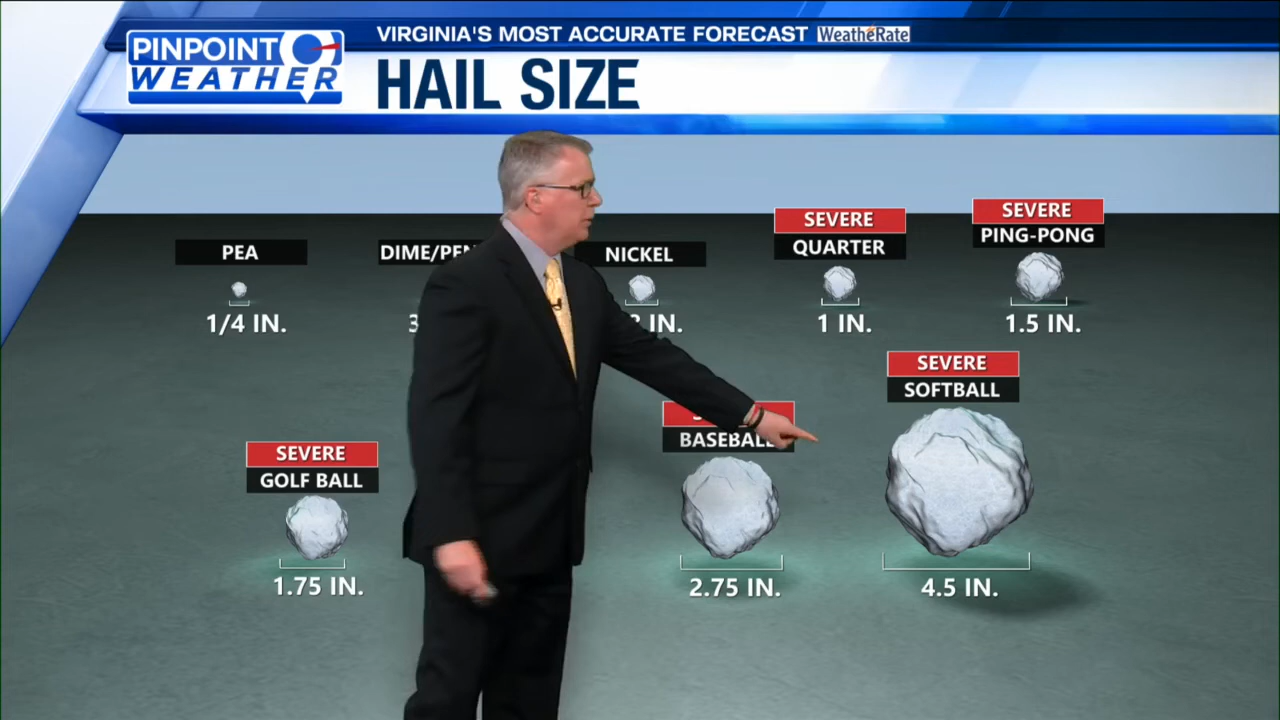 VIRGINIA'S MOST ACCURATE FORECAST WeatheRate
PINPOINT
WEATHER
HAIL SIZE
PEA
1/4 IN.
NICKEL
IN.
SEVERE
QUARTER
1 IN.
SEVERE
PING-PONG
1.5 IN.
SEVERE
GOLF BALL
1.75 IN.
BASEBALL
2.75 IN.
SEVERE
SOFTBALL
4.5 IN.